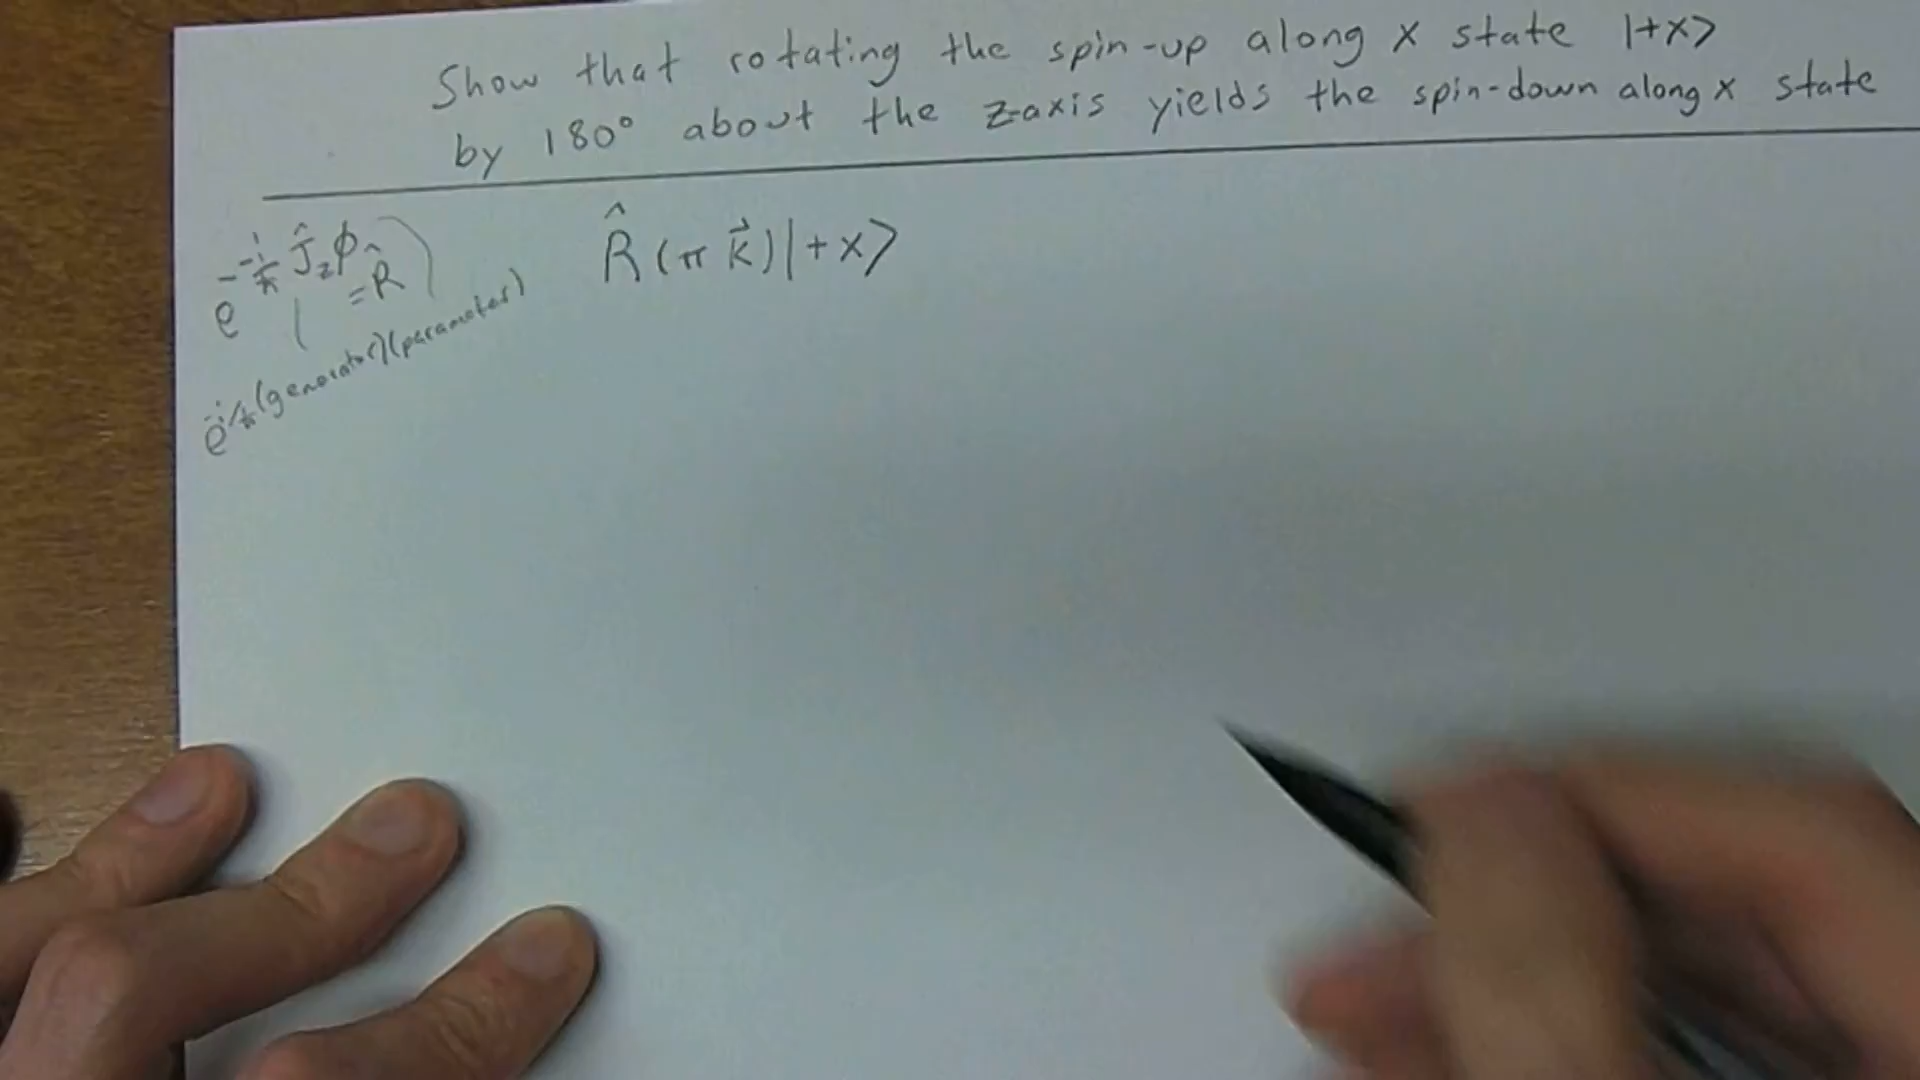 Show that rotating the spin-up along x state |+x>
by 180° about the z-axis yields the spin-down along x state
e^{-i/ħ Ĵ_z φ} = R̂
R̂(π k⃗)|+x>
e^{-i/ħ (generator)(parameter)}